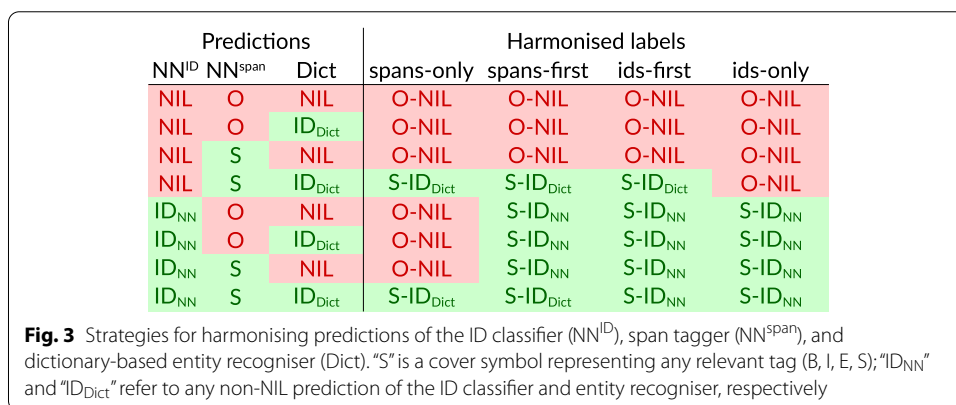 Predictions Harmonised labels
NN^ID NN^span Dict spans-only spans-first ids-first ids-only
NIL O NIL O-NIL O-NIL O-NIL O-NIL
NIL O ID_Dict O-NIL O-NIL O-NIL O-NIL
NIL S NIL O-NIL O-NIL O-NIL O-NIL
NIL S ID_Dict S-ID_Dict S-ID_Dict S-ID_Dict O-NIL
ID_NN O NIL O-NIL S-ID_NN S-ID_NN S-ID_NN
ID_NN O ID_Dict O-NIL S-ID_NN S-ID_NN S-ID_NN
ID_NN S NIL O-NIL S-ID_NN S-ID_NN S-ID_NN
ID_NN S ID_Dict S-ID_Dict S-ID_Dict S-ID_NN S-ID_NN
Fig. 3 Strategies for harmonising predictions of the ID classifier (NN^ID), span tagger (NN^span), and
dictionary-based entity recogniser (Dict). “S” is a cover symbol representing any relevant tag (B, I, E, S); “ID_NN”
and “ID_Dict” refer to any non-NIL prediction of the ID classifier and entity recogniser, respectively